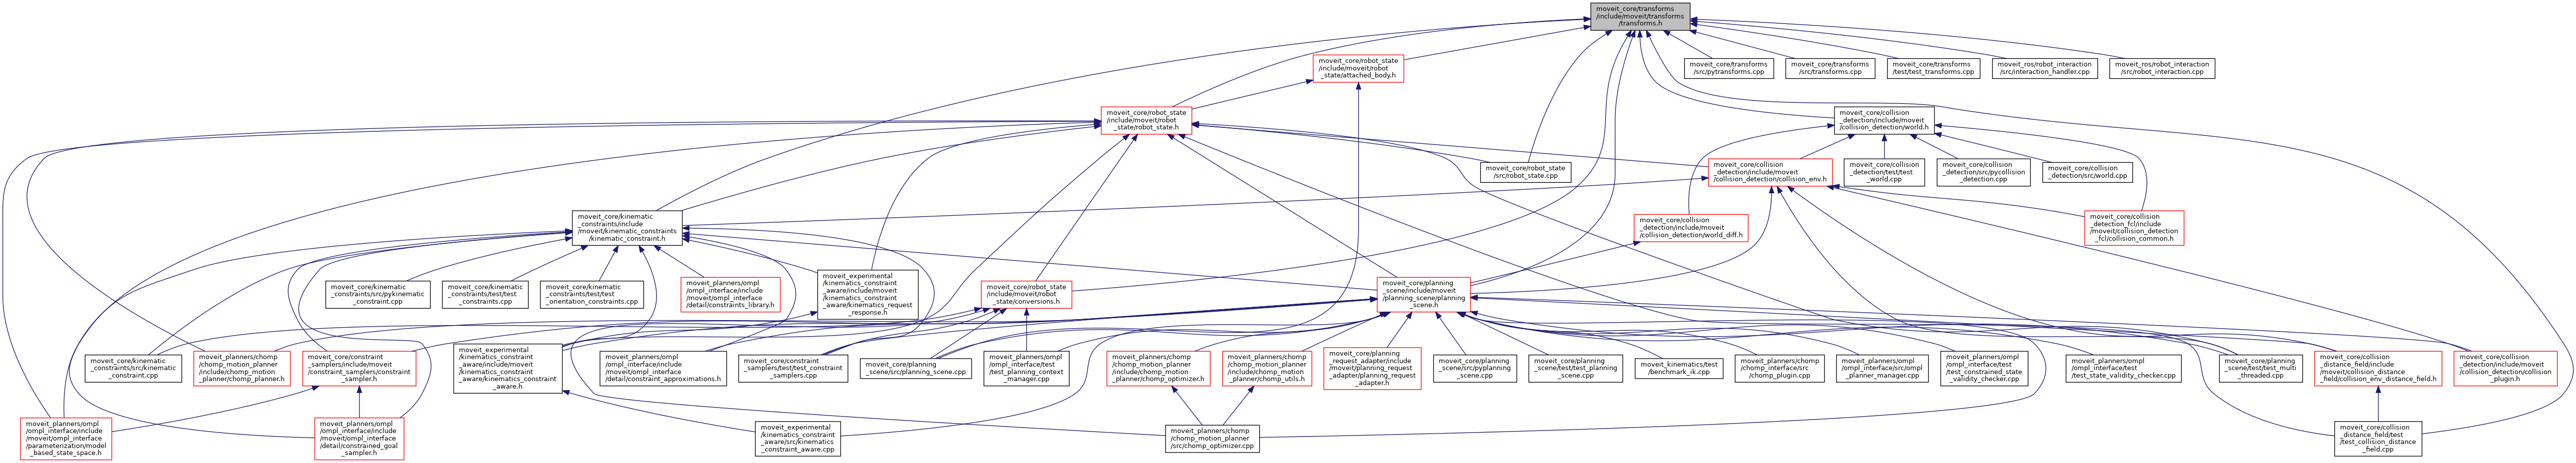 moveit_core/transforms
/include/moveit/transforms
/transforms.h
moveit_core/robot_state
/include/moveit/robot
_state/attached_body.h
moveit_core/transforms
/src/pytransforms.cpp
moveit_core/transforms
/src/transforms.cpp
moveit_core/transforms
/test/test_transforms.cpp
moveit_ros/robot_interaction
/src/interaction_handler.cpp
moveit_ros/robot_interaction
/src/robot_interaction.cpp
moveit_core/robot_state
/include/moveit/robot
_state/robot_state.h
moveit_core/collision
_detection/include/moveit
/collision_detection/world.h
moveit_core/robot_state
/src/robot_state.cpp
moveit_core/collision
_detection/include/moveit
/collision_detection/collision_env.h
moveit_core/collision
_detection/test/test
_world.cpp
moveit_core/collision
_detection/src/pycollision
_detection.cpp
moveit_core/collision
_detection/src/world.cpp
moveit_core/kinematic
_constraints/include
/moveit/kinematic_constraints
/kinematic_constraint.h
moveit_core/collision
_detection/include/moveit
/collision_detection/world_diff.h
moveit_core/collision
_detection_fcl/include
/moveit/collision_detection
_fcl/collision_common.h
moveit_core/kinematic
_constraints/src/pykinematic
_constraint.cpp
moveit_core/kinematic
_constraints/test/test
_constraints.cpp
moveit_core/kinematic
_constraints/test/test
_orientation_constraints.cpp
moveit_planners/ompl
/ompl_interface/include
/moveit/ompl_interface
/detail/constraints_library.h
moveit_experimental
/kinematics_constraint
_aware/include/moveit
/kinematics_constraint
_aware/kinematics_request
_response.h
moveit_core/robot_state
/include/moveit/robot
_state/conversions.h
moveit_core/planning
_scene/include/moveit
/planning_scene/planning
_scene.h
moveit_core/kinematic
_constraints/src/kinematic
_constraint.cpp
moveit_planners/chomp
/chomp_motion_planner
/include/chomp_motion
_planner/chomp_planner.h
moveit_core/constraint
_samplers/include/moveit
/constraint_samplers/constraint
_sampler.h
moveit_experimental
/kinematics_constraint
_aware/include/moveit
/kinematics_constraint
_aware/kinematics_constraint
_aware.h
moveit_planners/ompl
/ompl_interface/include
/moveit/ompl_interface
/detail/constraint_approximations.h
moveit_core/constraint
_samplers/test/test_constraint
_samplers.cpp
moveit_core/planning
_scene/src/planning_scene.cpp
moveit_planners/ompl
/ompl_interface/test
/test_planning_context
_manager.cpp
moveit_planners/chomp
/chomp_motion_planner
/include/chomp_motion
_planner/chomp_optimizer.h
moveit_planners/chomp
/chomp_motion_planner
/include/chomp_motion
_planner/chomp_utils.h
moveit_core/planning
_request_adapter/include
/moveit/planning_request
_adapter/planning_request
_adapter.h
moveit_core/planning
_scene/src/pyplanning
_scene.cpp
moveit_core/planning
_scene/test/test_planning
_scene.cpp
moveit_kinematics/test
/benchmark_ik.cpp
moveit_planners/chomp
/chomp_interface/src
/chomp_plugin.cpp
moveit_planners/ompl
/ompl_interface/src/ompl
_planner_manager.cpp
moveit_planners/ompl
/ompl_interface/test
/test_constrained_state
_validity_checker.cpp
moveit_planners/ompl
/ompl_interface/test
/test_state_validity_checker.cpp
moveit_core/planning
_scene/test/test_multi
_threaded.cpp
moveit_core/collision
_distance_field/include
/moveit/collision_distance
_field/collision_env_distance_field.h
moveit_core/collision
_detection/include/moveit
/collision_detection/collision
_plugin.h
moveit_planners/ompl
/ompl_interface/include
/moveit/ompl_interface
/parameterization/model
_based_state_space.h
moveit_planners/ompl
/ompl_interface/include
/moveit/ompl_interface
/detail/constrained_goal
_sampler.h
moveit_experimental
/kinematics_constraint
_aware/src/kinematics
_constraint_aware.cpp
moveit_planners/chomp
/chomp_motion_planner
/src/chomp_optimizer.cpp
moveit_core/collision
_distance_field/test
/test_collision_distance
_field.cpp